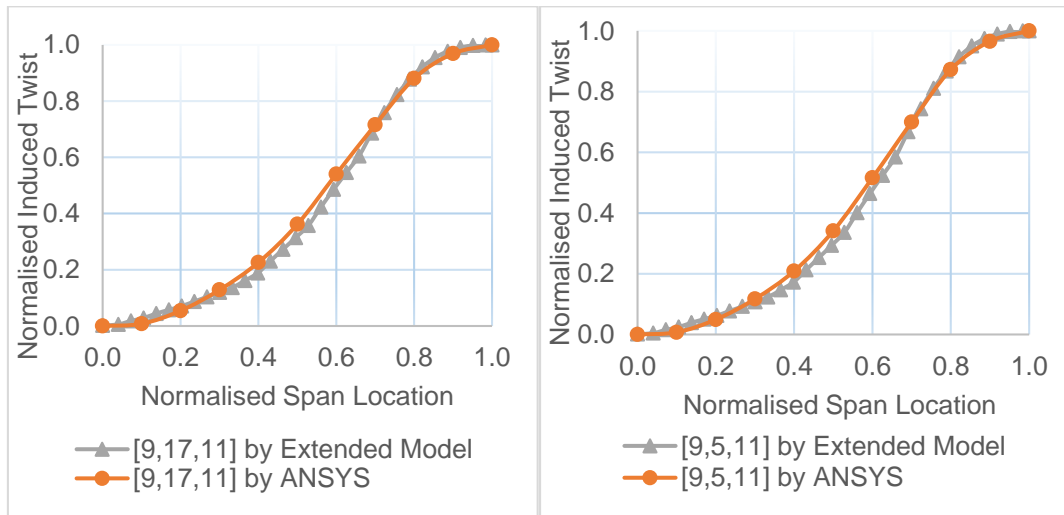 Normalised Induced Twist
1.0
0.8
0.6
0.4
0.2
0.0
0.0 0.2 0.4 0.6 0.8 1.0
Normalised Span Location
[9,17,11] by Extended Model
[9,17,11] by ANSYS
Normalised Induced Twist
1.0
0.8
0.6
0.4
0.2
0.0
0.0 0.2 0.4 0.6 0.8 1.0
Normalised Span Location
[9,5,11] by Extended Model
[9,5,11] by ANSYS